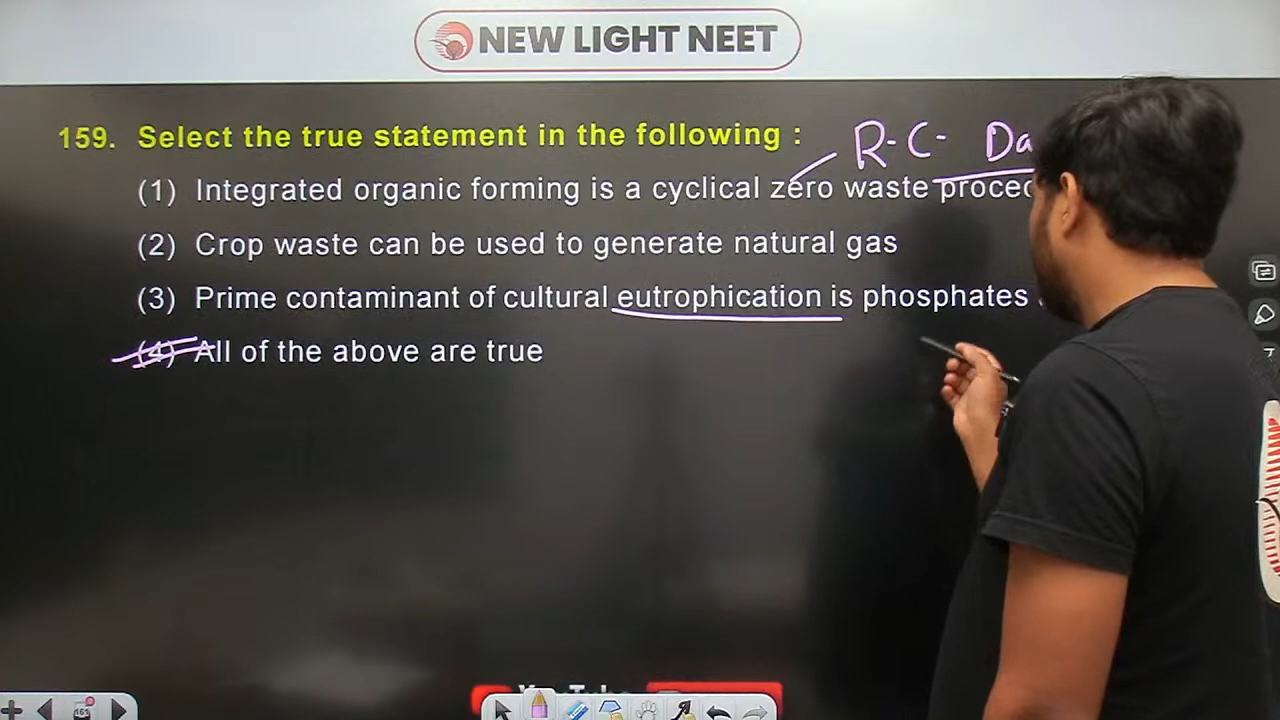 NEW LIGHT NEET
159. Select the true statement in the following :
R-C- Da
(1) Integrated organic forming is a cyclical zero waste
(2) Crop waste can be used to generate natural gas
(3) Prime contaminant of cultural eutrophication is phosphates
(4) All of the above are true